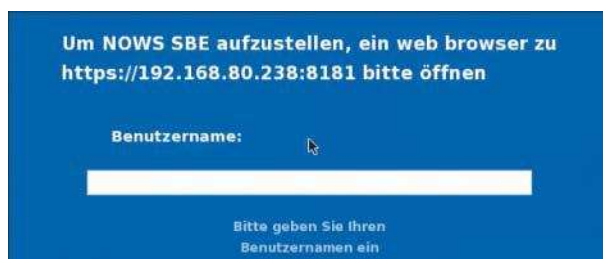 Um NOWS SBE aufzustellen, ein web browser zu
https://192.168.80.238:8181 bitte öffnen
Benutzername:
Bitte geben Sie Ihren
Benutzernamen ein